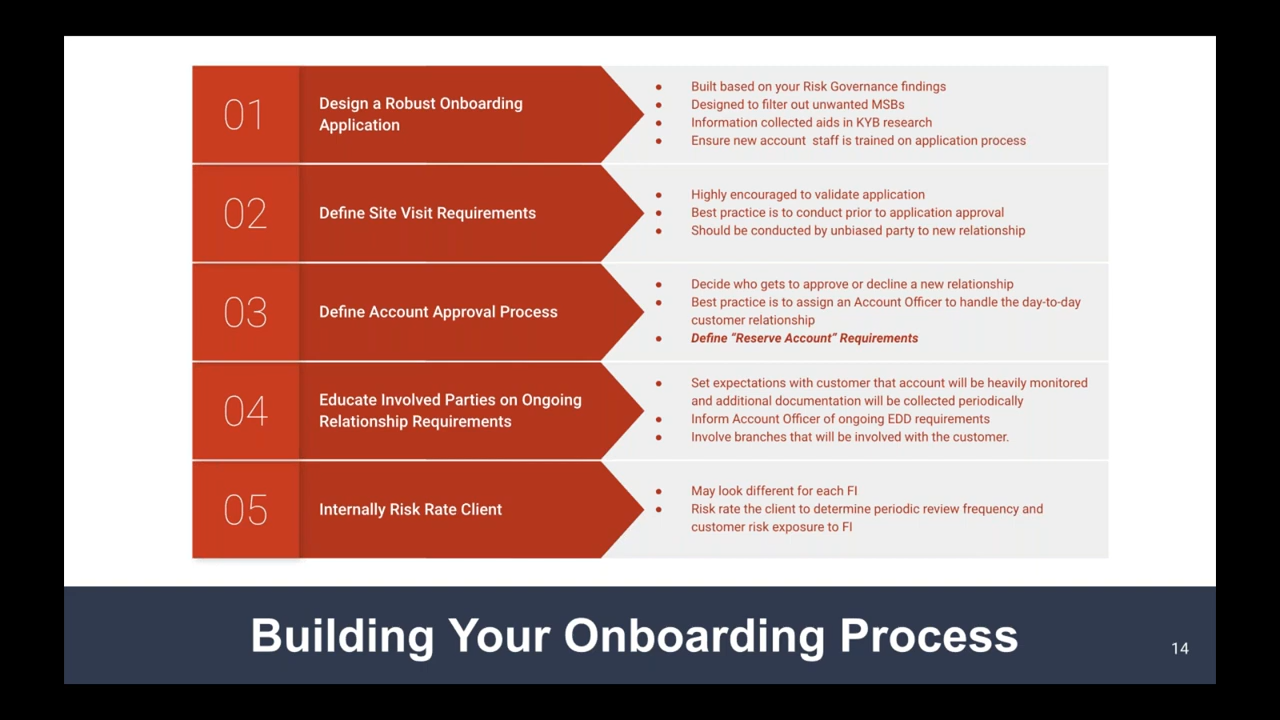 01
Design a Robust Onboarding
Application
● Built based on your Risk Governance findings
● Designed to filter out unwanted MSBs
● Information collected aids in KYB research
● Ensure new account  staff is trained on application process
02
Define Site Visit Requirements
● Highly encouraged to validate application
● Best practice is to conduct prior to application approval
● Should be conducted by unbiased party to new relationship
03
Define Account Approval Process
● Decide who gets to approve or decline a new relationship
● Best practice is to assign an Account Officer to handle the day-to-day
customer relationship
● Define “Reserve Account” Requirements
04
Educate Involved Parties on Ongoing
Relationship Requirements
● Set expectations with customer that account will be heavily monitored
and additional documentation will be collected periodically
● Inform Account Officer of ongoing EDD requirements
● Involve branches that will be involved with the customer.
05
Internally Risk Rate Client
● May look different for each FI
● Risk rate the client to determine periodic review frequency and
customer risk exposure to FI
Building Your Onboarding Process
14